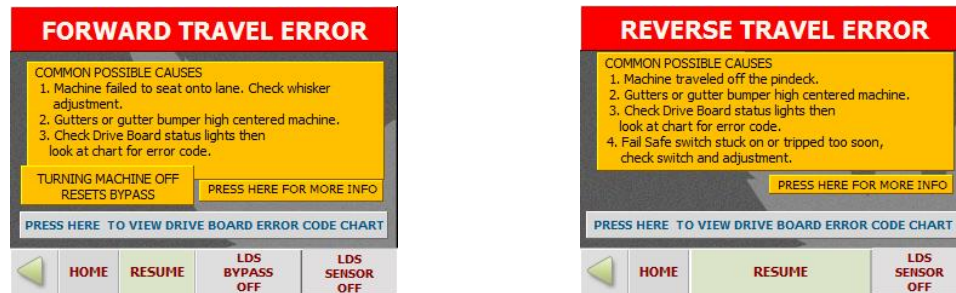 FORWARD TRAVEL ERROR
COMMON POSSIBLE CAUSES
1. Machine failed to seat onto lane. Check whisker
adjustment.
2. Gutters or gutter bumper high centered machine.
3. Check Drive Board status lights then
look at chart for error code.
TURNING MACHINE OFF
RESETS BYPASS
PRESS HERE FOR MORE INFO
PRESS HERE TO VIEW DRIVE BOARD ERROR CODE CHART
HOME
RESUME
LDS
BYPASS
OFF
LDS
SENSOR
OFF
REVERSE TRAVEL ERROR
COMMON POSSIBLE CAUSES
1. Machine traveled off the pindeck.
2. Gutters or gutter bumper high centered machine.
3. Check Drive Board status lights then
look at chart for error code.
4. Fail Safe switch stuck on or tripped too soon,
check switch and adjustment.
PRESS HERE FOR MORE INFO
PRESS HERE TO VIEW DRIVE BOARD ERROR CODE CHART
HOME
RESUME
LDS
SENSOR
OFF